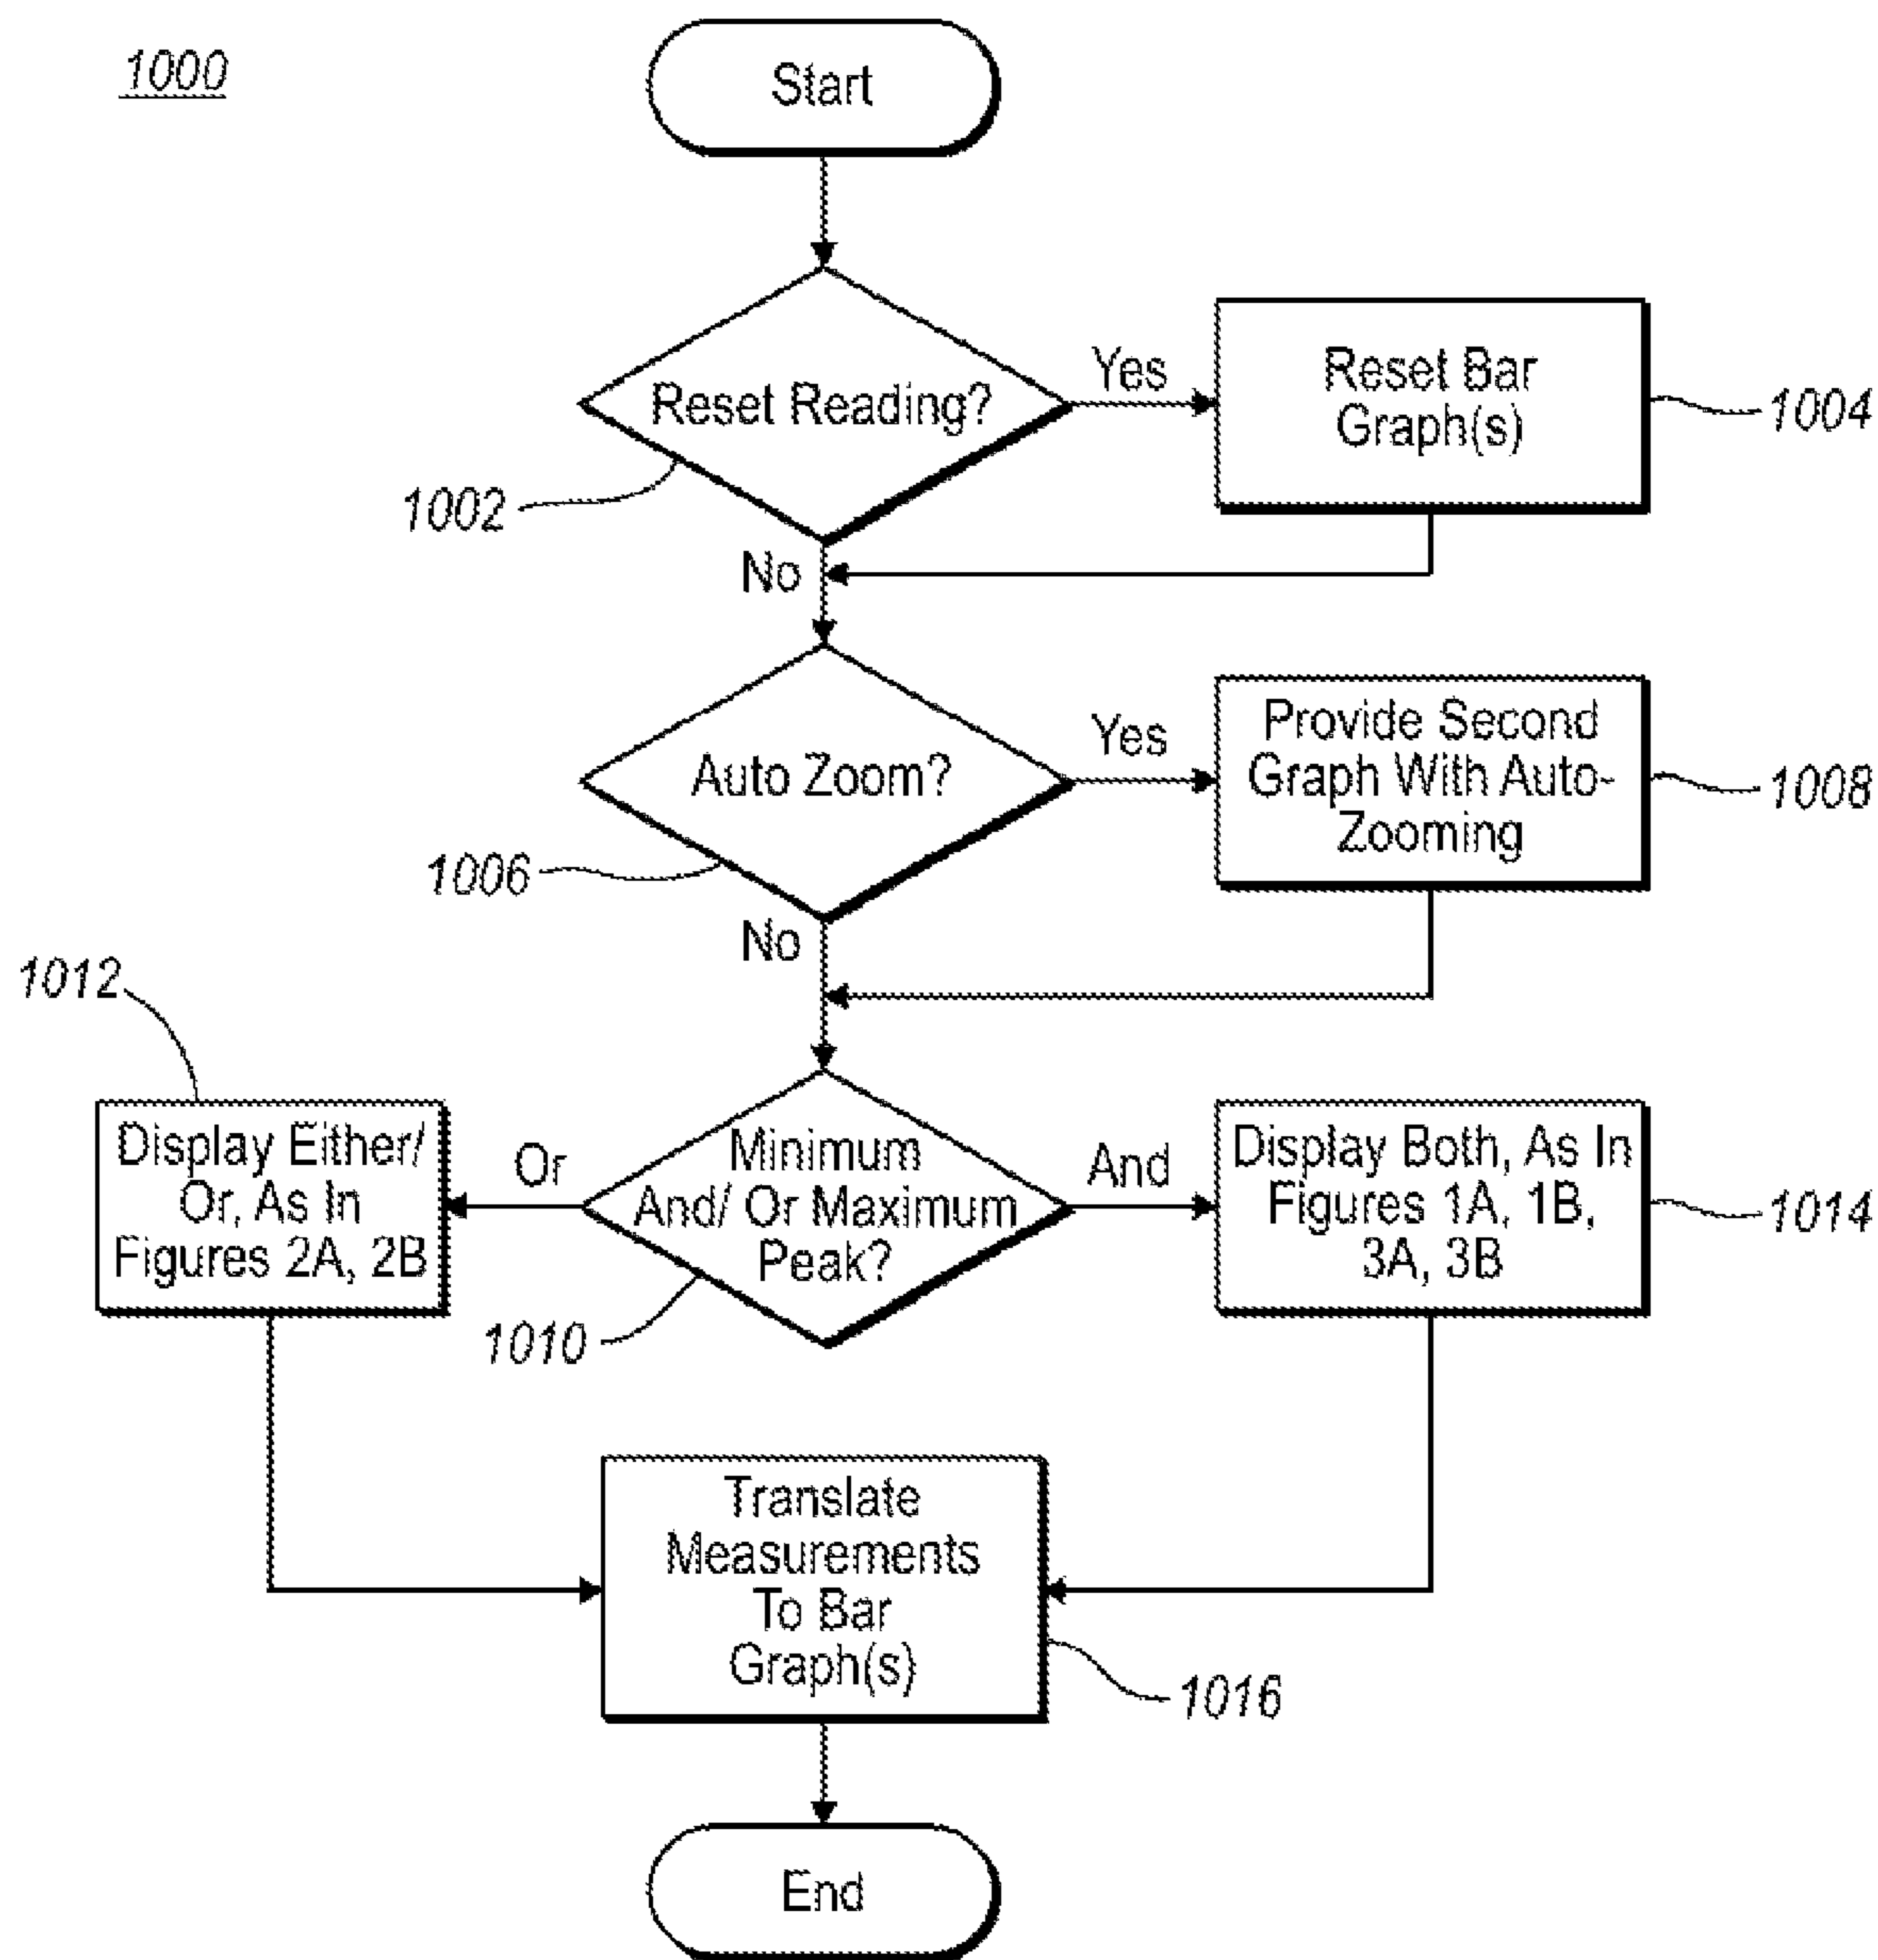 1000
Start
Reset Reading?
Yes
Reset Bar
Graph(s)
1004
1002
No
Auto Zoom?
Yes
Provide Second
Graph With Auto-
Zooming
1008
1006
No
1012
Display Either/
Or, As In
Figures 2A, 2B
Or
Minimum
And/ Or Maximum
Peak?
And
Display Both, As In
Figures 1A, 1B,
3A, 3B
1014
1010
Translate
Measurements
To Bar
Graph(s)
1016
End